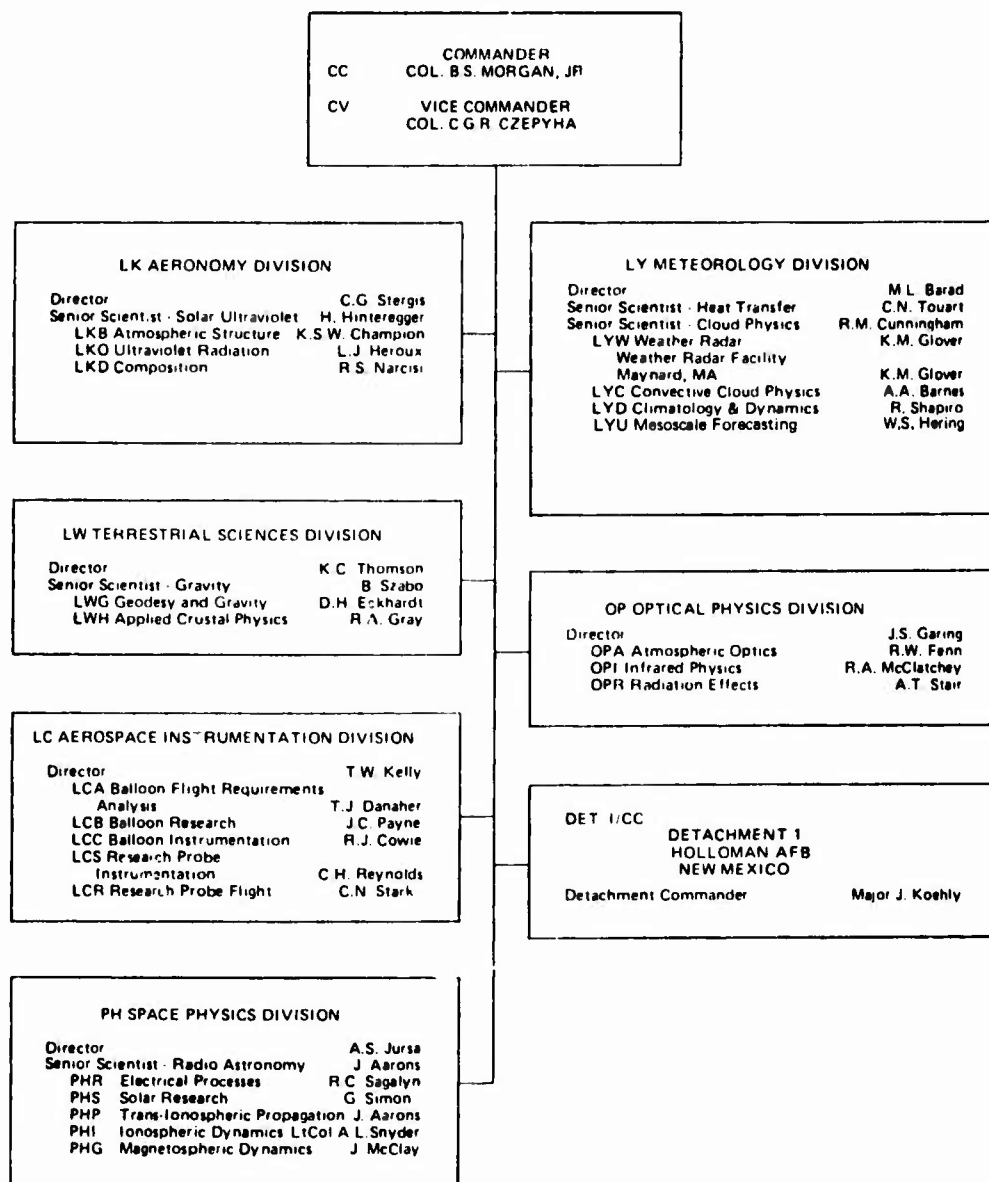 COMMANDER
CC COL. B S. MORGAN, JR
CV VICE COMMANDER
COL. C G R. CZEPYHA
LK AERONOMY DIVISION
Director C.G. Stergis
Senior Scientist - Solar Ultraviolet H. Hinteregger
LKB Atmospheric Structure K.S.W. Champion
LKO Ultraviolet Radiation L.J. Heroux
LKD Composition R.S. Narcisi
LY METEOROLOGY DIVISION
Director M.L. Barad
Senior Scientist - Heat Transfer C.N. Touart
Senior Scientist - Cloud Physics R.M. Cunningham
LYW Weather Radar K.M. Glover
Weather Radar Facility
Maynard, MA K.M. Glover
LYC Convective Cloud Physics A.A. Barnes
LYD Climatology & Dynamics R. Shapiro
LYU Mesoscale Forecasting W.S. Hering
LW TERRESTRIAL SCIENCES DIVISION
Director K.C. Thomson
Senior Scientist - Gravity B Szabo
LWG Geodesy and Gravity D.H. Eckhardt
LWH Applied Crustal Physics R.A. Gray
OP OPTICAL PHYSICS DIVISION
Director J.S. Garing
OPA Atmospheric Optics R.W. Fenn
OPI Infrared Physics R.A. McClatchey
OPR Radiation Effects A.T. Stair
LC AEROSPACE INSTRUMENTATION DIVISION
Director T.W. Kelly
LCA Balloon Flight Requirements
Analysis T.J. Danaher
LCB Balloon Research J.C. Payne
LCC Balloon Instrumentation R.J. Cowie
LCS Research Probe
Instrumentation C.H. Reynolds
LCR Research Probe Flight C.N. Stark
DET 1/CC
DETACHMENT 1
HOLLOMAN AFB
NEW MEXICO
Detachment Commander Major J. Koehly
PH SPACE PHYSICS DIVISION
Director A.S. Jursa
Senior Scientist - Radio Astronomy J Aarons
PHR Electrical Processes R C Sagalyn
PHS Solar Research G. Simon
PHP Trans-Ionospheric Propagation J. Aarons
PHI Ionospheric Dynamics LtCol A L. Snyder
PHG Magnetospheric Dynamics J McClay